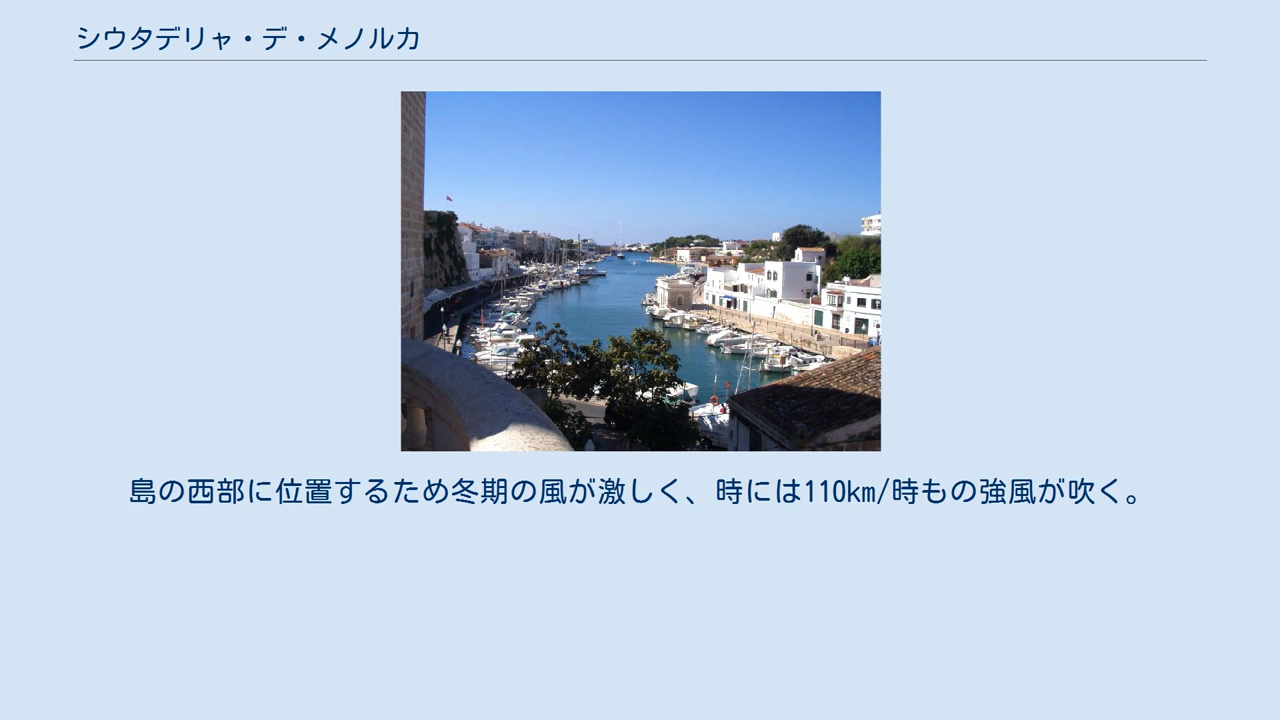 シウタデリャ・デ・メノルカ
島の西部に位置するため冬期の風が激しく、時には110km/時もの強風が吹く。